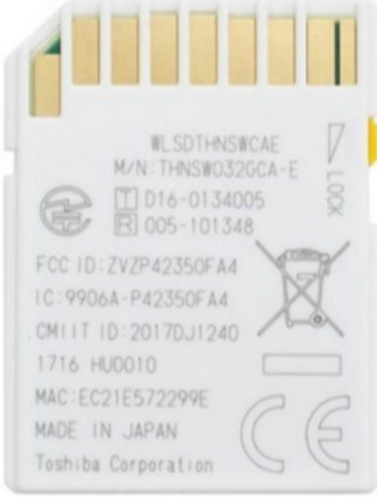 WLSDTHNSWCAE
M/N:THNSW032GCA-E
LOCK
T D16-0134005
R 005-101348
FCC ID:ZVZP42350FA4
IC:9906A-P42350FA4
CMIIT ID:2017DJ1240
1716 HU0010
MAC:EC21E572299E
MADE IN JAPAN
CE
Toshiba Corporation